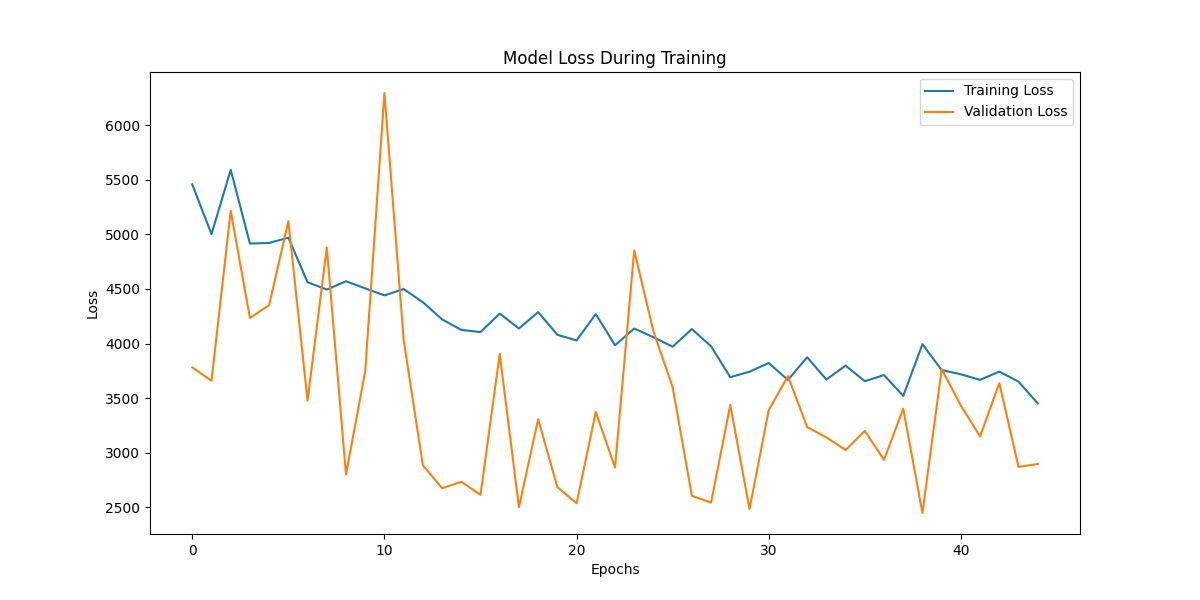 Model Loss During Training
Training Loss
Validation Loss
6000
5500
5000
4500
4000
3500
3000
2500
Loss
0 10 20 30 40
Epochs